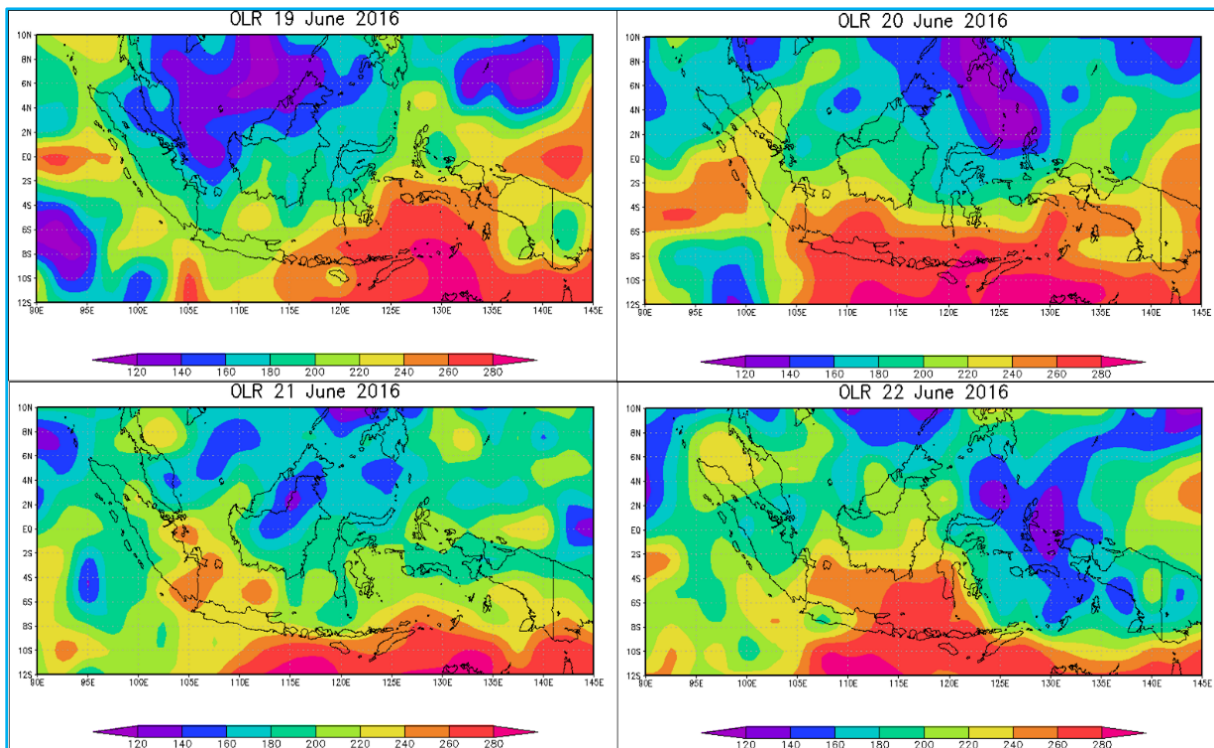 OLR 19 June 2016
10N
8N
6N
4N
2N
EQ
2S
4S
6S
8S
10S
12S
90E 95E 100E 105E 110E 115E 120E 125E 130E 135E 140E 145E
120 140 160 180 200 220 240 260 280
OLR 20 June 2016
10N
8N
6N
4N
2N
EQ
2S
4S
6S
8S
10S
12S
90E 95E 100E 105E 110E 115E 120E 125E 130E 135E 140E 145E
120 140 160 180 200 220 240 260 280
OLR 21 June 2016
10N
8N
6N
4N
2N
EQ
2S
4S
6S
8S
10S
12S
90E 95E 100E 105E 110E 115E 120E 125E 130E 135E 140E 145E
120 140 160 180 200 220 240 260 280
OLR 22 June 2016
10N
8N
6N
4N
2N
EQ
2S
4S
6S
8S
10S
12S
90E 95E 100E 105E 110E 115E 120E 125E 130E 135E 140E 145E
120 140 160 180 200 220 240 260 280